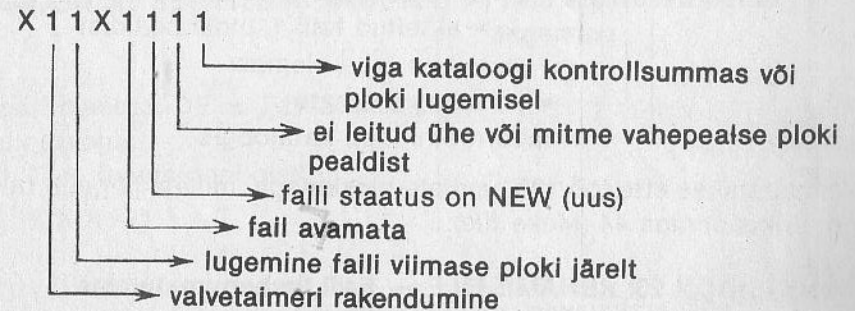 X 1 1 X 1 1 1 1
viga kataloogi kontrollsummas või
ploki lugemisel
ei leitud ühe või mitme vahepealse ploki
pealdist
faili staatus on NEW (uus)
fail avamata
lugemine faili viimase ploki järelt
valvetaimeri rakendumine